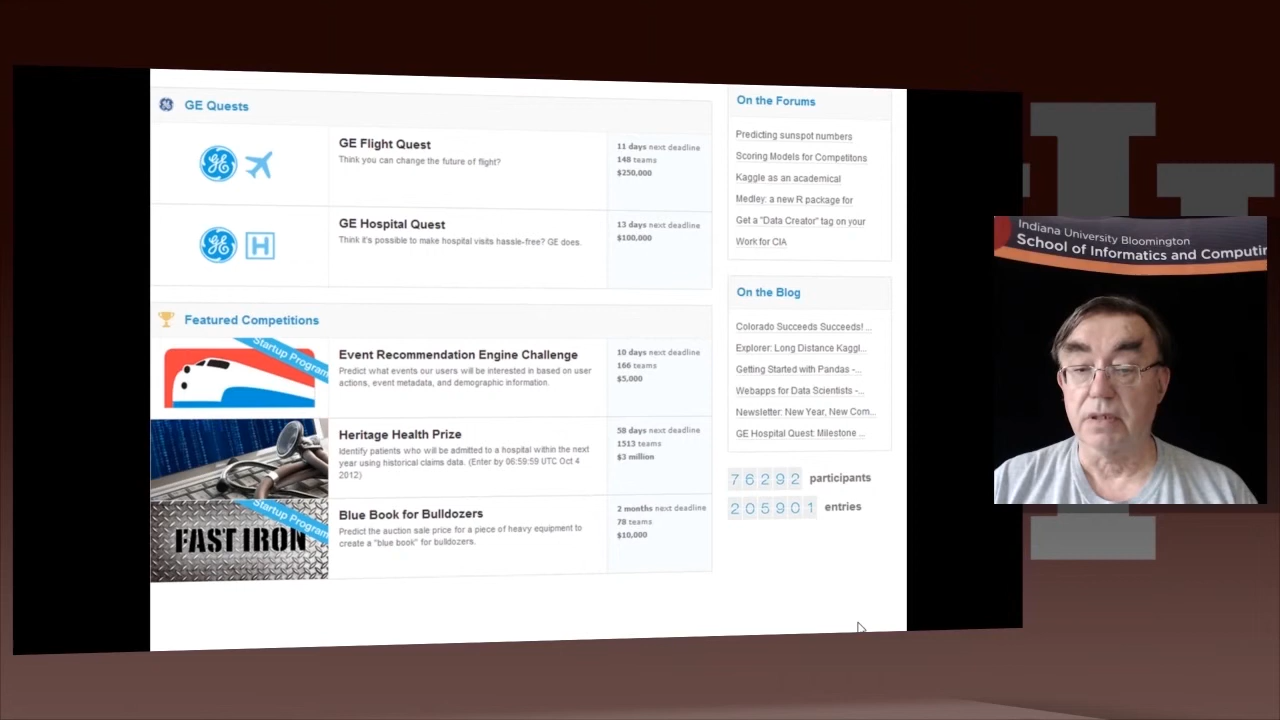 GE Quests
GE Flight Quest
Think you can change the future of flight?
11 days next deadline
148 teams
$250,000
GE Hospital Quest
Think it's possible to make hospital visits hassle-free? GE does.
13 days next deadline
$100,000
H
Featured Competitions
Startup Program
Event Recommendation Engine Challenge
Predict what events our users will be interested in based on user
actions, event metadata, and demographic information.
10 days next deadline
166 teams
$5,000
Heritage Health Prize
Identify patients who will be admitted to a hospital within the next
year using historical claims data. (Enter by 06:59:59 UTC Oct 4
2012)
58 days next deadline
1513 teams
$3 million
Startup Program
FAST IRON
Blue Book for Bulldozers
Predict the auction sale price for a piece of heavy equipment to
create a "blue book" for bulldozers.
2 months next deadline
78 teams
$10,000
On the Forums
Predicting sunspot numbers
Scoring Models for Competitons
Kaggle as an academical
Medley: a new R package for
Get a "Data Creator" tag on your
Work for CIA
On the Blog
Colorado Succeeds Succeeds! ...
Explorer: Long Distance Kaggl...
Getting Started with Pandas -...
Webapps for Data Scientists -...
Newsletter: New Year, New Com...
GE Hospital Quest: Milestone ...
76292 participants
205901 entries
Indiana University Bloomington
School of Informatics and Computin